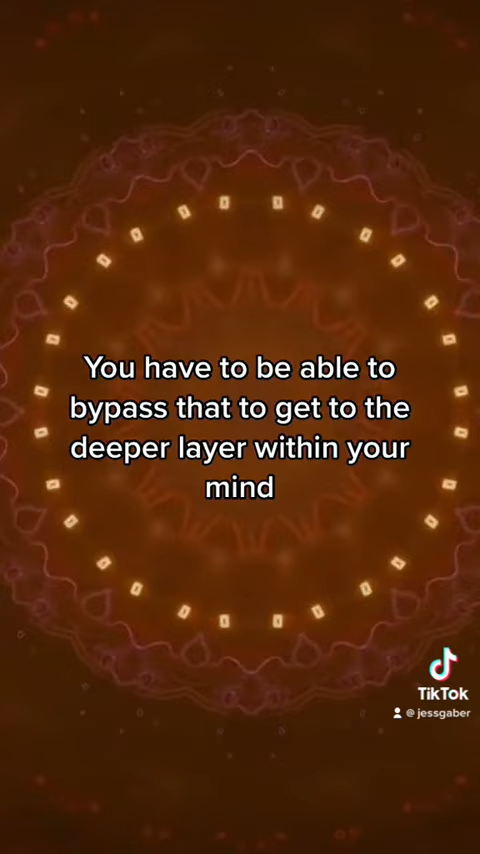 You have to be able to
bypass that to get to the
deeper layer within your
mind
TikTok
@jessgaber